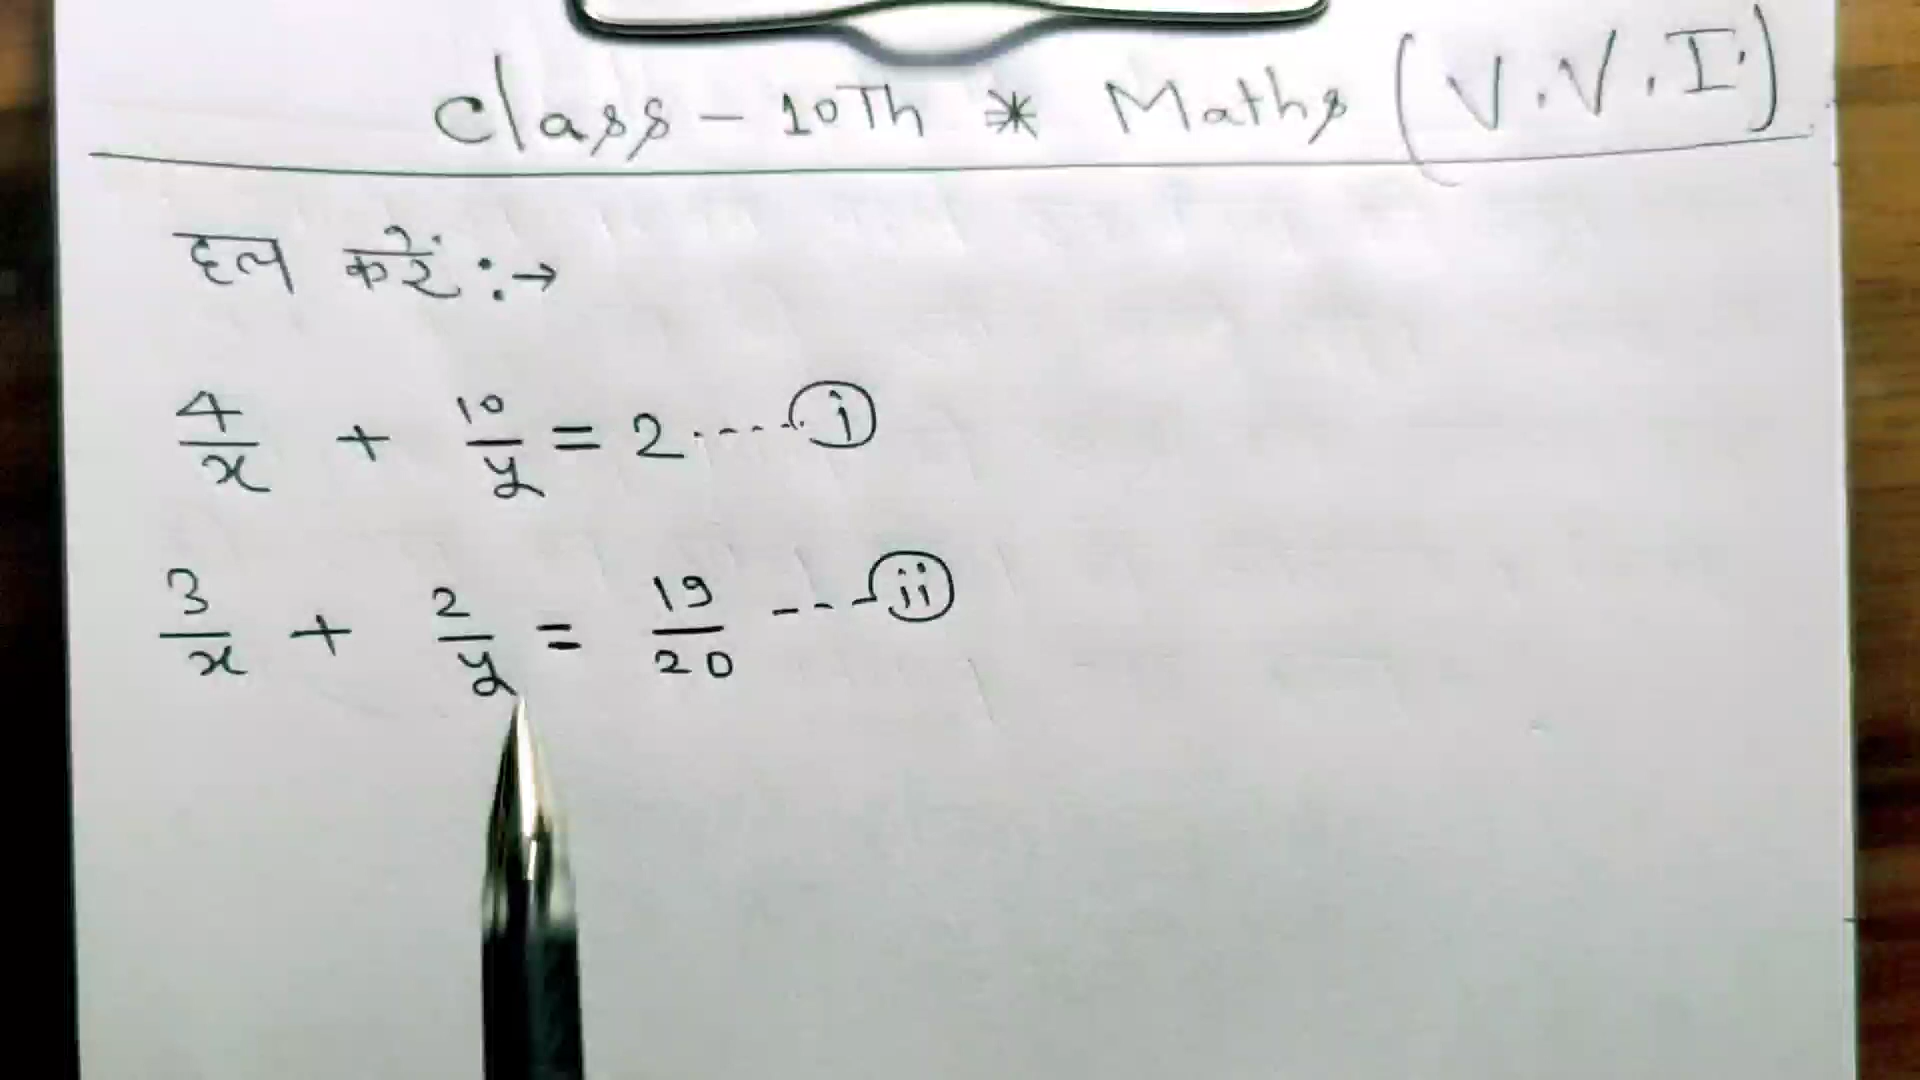 Class - 10Th * Maths (V.V.I.)
हल करें :→
4/x + 10/y = 2 ..---.. (i)
3/x + 2/y = 19/20 --- (ii)